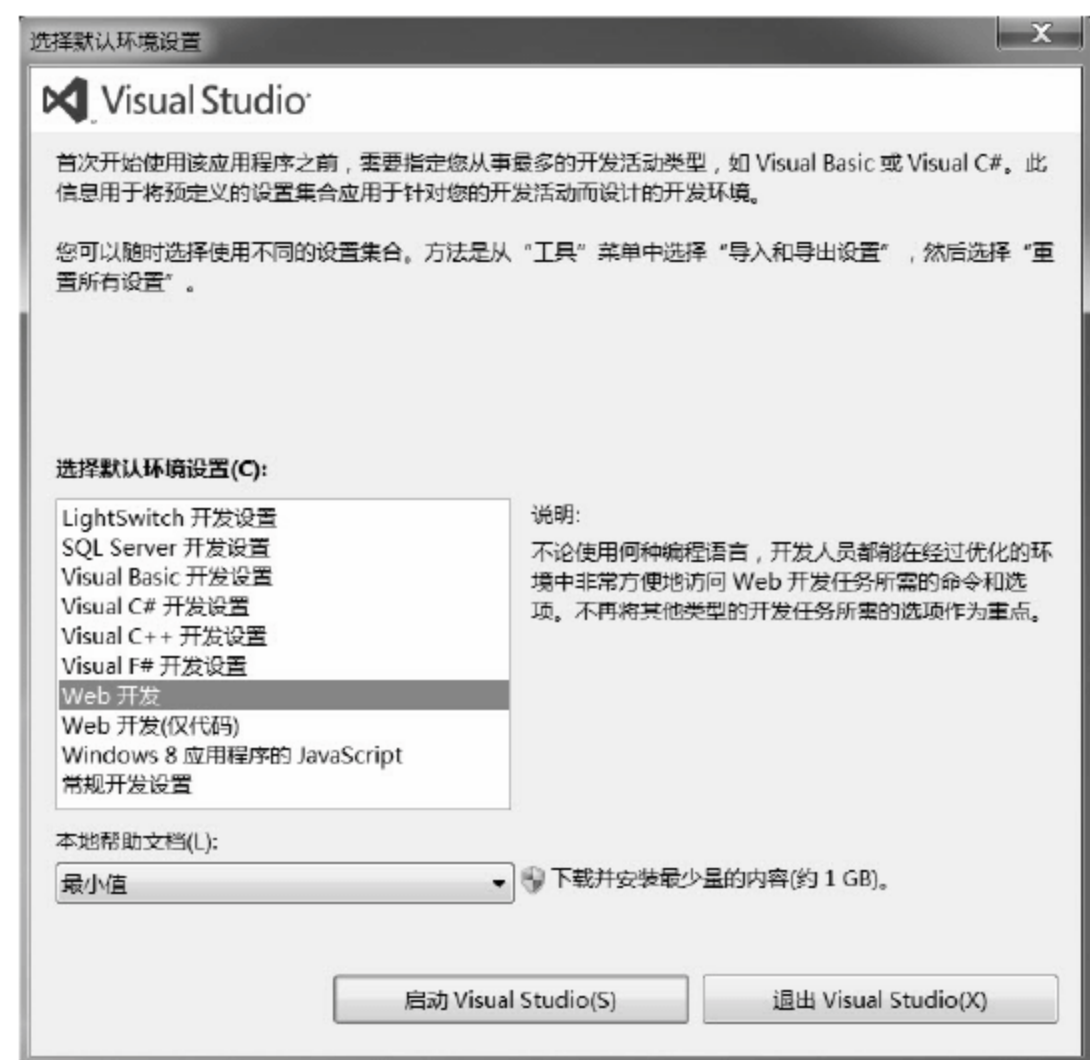 选择默认环境设置
Visual Studio
首次开始使用该应用程序之前，需要指定您从事最多的开发活动类型，如 Visual Basic 或 Visual C#。此
信息用于将预定义的设置集合应用于针对您的开发活动而设计的开发环境。
您可以随时选择使用不同的设置集合。方法是从“工具”菜单中选择“导入和导出设置”，然后选择“重
置所有设置”。
选择默认环境设置(C):
LightSwitch 开发设置
SQL Server 开发设置
Visual Basic 开发设置
Visual C# 开发设置
Visual C++ 开发设置
Visual F# 开发设置
Web 开发
Web 开发(仅代码)
Windows 8 应用程序的 JavaScript
常规开发设置
说明:
不论使用何种编程语言，开发人员都能在经过优化的环
境中非常方便地访问 Web 开发任务所需的命令和选
项。不再将其他类型的开发任务所需的选项作为重点。
本地帮助文档(L):
最小值
下载并安装最少量的内容(约 1 GB)。
启动 Visual Studio(S)
退出 Visual Studio(X)